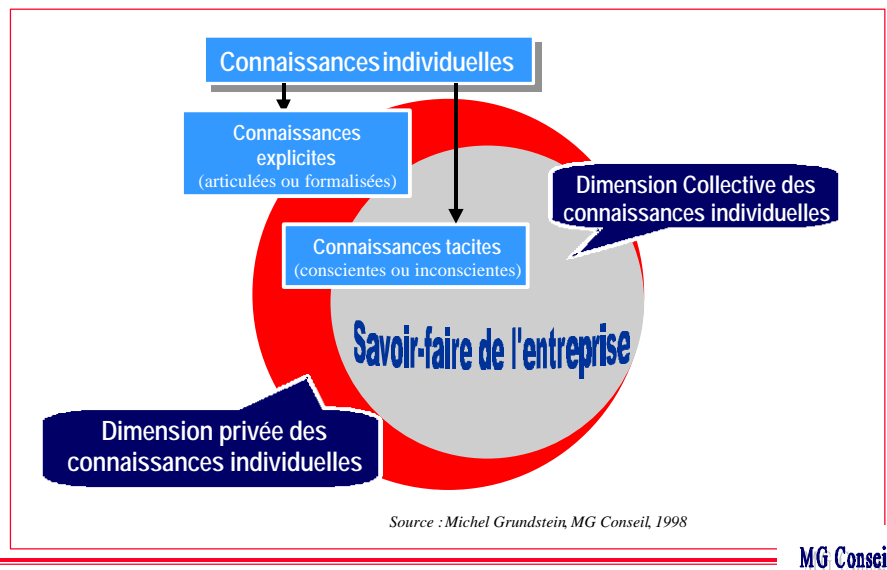 Connaissances individuelles
Connaissances
explicites
(articulées ou formalisées)
Dimension Collective des
connaissances individuelles
Connaissances tacites
(conscientes ou inconscientes)
Savoir-faire de l'entreprise
Dimension privée des
connaissances individuelles
Source : Michel Grundstein, MG Conseil, 1998
MG Consei